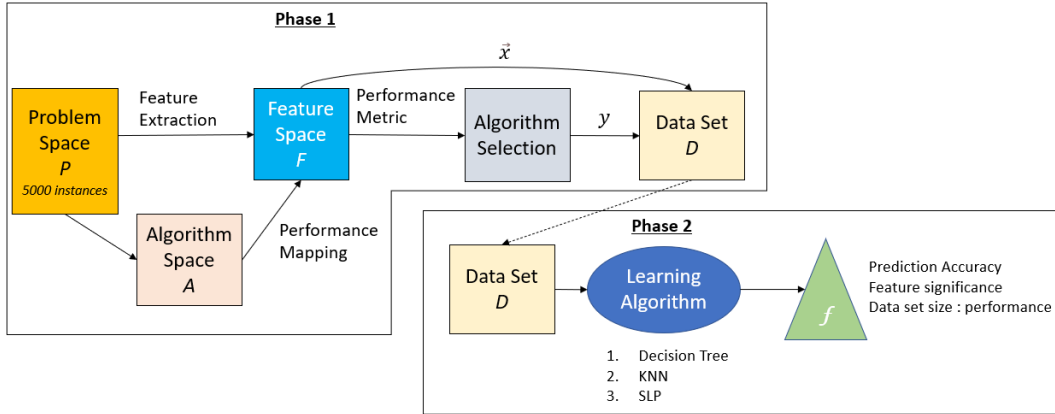 Phase 1
x⃗
Problem
Space
P
5000 instances
Feature
Extraction
Feature
Space
F
Performance
Metric
Algorithm
Selection
y
Data Set
D
Algorithm
Space
A
Performance
Mapping
Phase 2
Data Set
D
Learning
Algorithm
f
Prediction Accuracy
Feature significance
Data set size : performance
1. Decision Tree
2. KNN
3. SLP